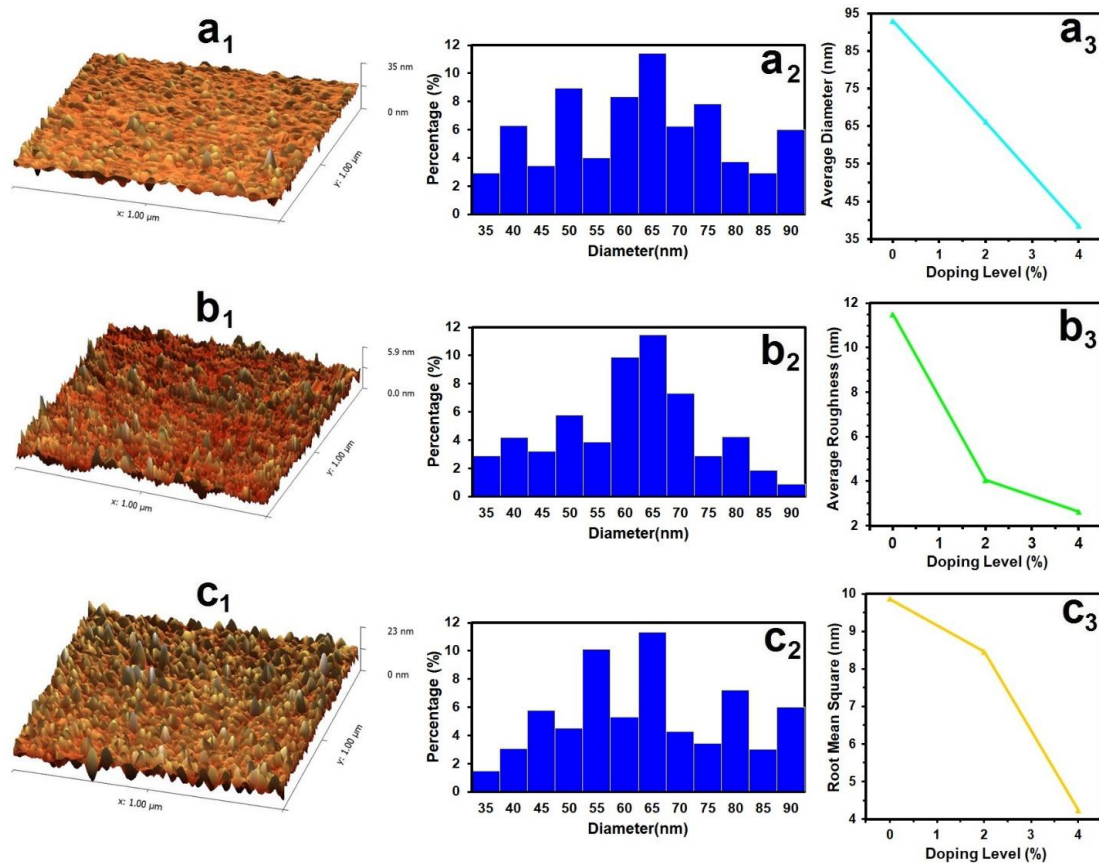 a1
35 nm
0 nm
y: 1.00 µm
x: 1.00 µm
a2
Percentage (%)
12
10
8
6
4
2
0
35 40 45 50 55 60 65 70 75 80 85 90
Diameter(nm)
a3
Average Diameter (nm)
95
85
75
65
55
45
35
0 1 2 3 4
Doping Level (%)
b1
5.9 nm
0.0 nm
y: 1.00 µm
x: 1.00 µm
b2
Percentage (%)
12
10
8
6
4
2
0
35 40 45 50 55 60 65 70 75 80 85 90
Diameter(nm)
b3
Average Roughness (nm)
12
10
8
6
4
2
0 1 2 3 4
Doping Level (%)
c1
23 nm
0 nm
y: 1.00 µm
x: 1.00 µm
c2
Percentage (%)
12
10
8
6
4
2
0
35 40 45 50 55 60 65 70 75 80 85 90
Diameter(nm)
c3
Root Mean Square (nm)
10
9
8
7
6
5
4
0 1 2 3 4
Doping Level (%)